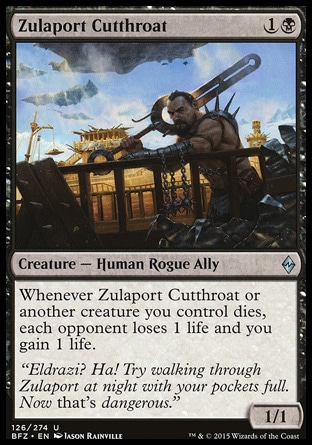 Zulaport Cutthroat 1
Creature — Human Rogue Ally
Whenever Zulaport Cutthroat or
another creature you control dies,
each opponent loses 1 life and you
gain 1 life.
“Eldrazi? Ha! Try walking through
Zulaport at night with your pockets full.
Now that’s dangerous.”
1/1
126/274 U
BFZ • EN Jason Rainville ™ & © 2015 Wizards of the Coast